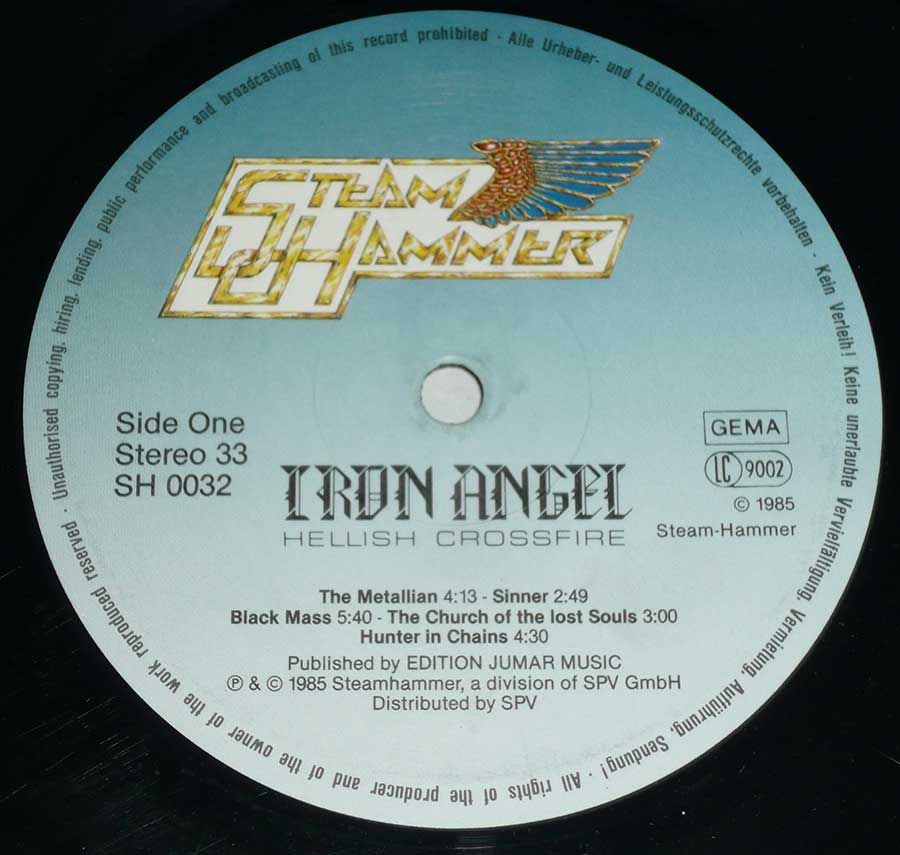 STEAM
HAMMER
Side One
Stereo 33
SH 0032
GEMA
LC 9002
© 1985
Steam-Hammer
IRON ANGEL
HELLISH CROSSFIRE
The Metallian 4:13 - Sinner 2:49
Black Mass 5:40 - The Church of the lost Souls 3:00
Hunter in Chains 4:30
Published by EDITION JUMAR MUSIC
℗ & © 1985 Steamhammer, a division of SPV GmbH
Distributed by SPV
All rights of the producer and of the owner of the work reproduced reserved · Unauthorised copying, hiring, lending, public performance and broadcasting of this record prohibited · Alle Urheber- und Leistungsschutzrechte vorbehalten · Kein Verleih! Keine unerlaubte Vervielfältigung, Vermietung, Aufführung, Sendung! ·